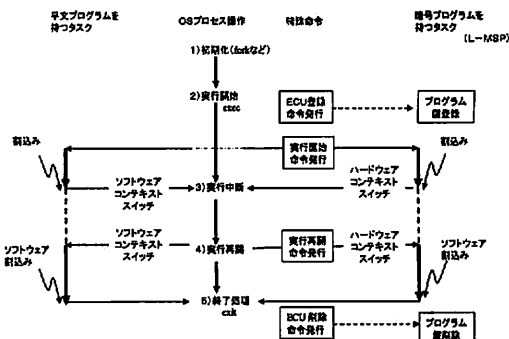 平文プログラムを
持つタスク
OSプロセス操作
特殊命令
暗号プログラムを
持つタスク
(L-MSP)
1)初期化(forkなど)
2)実行開始
exec
ECU登録
命令発行
プログラム
鍵登録
割込み
実行開始
命令発行
割込み
ソフトウェア
コンテキスト
スイッチ
3)実行中断
ハードウェア
コンテキスト
スイッチ
ソフトウェア
割込み
ソフトウェア
コンテキスト
スイッチ
4)実行再開
実行再開
命令発行
ハードウェア
コンテキスト
スイッチ
ソフトウェア
割込み
5)終了処理
exit
ECU削除
命令発行
プログラム
鍵削除